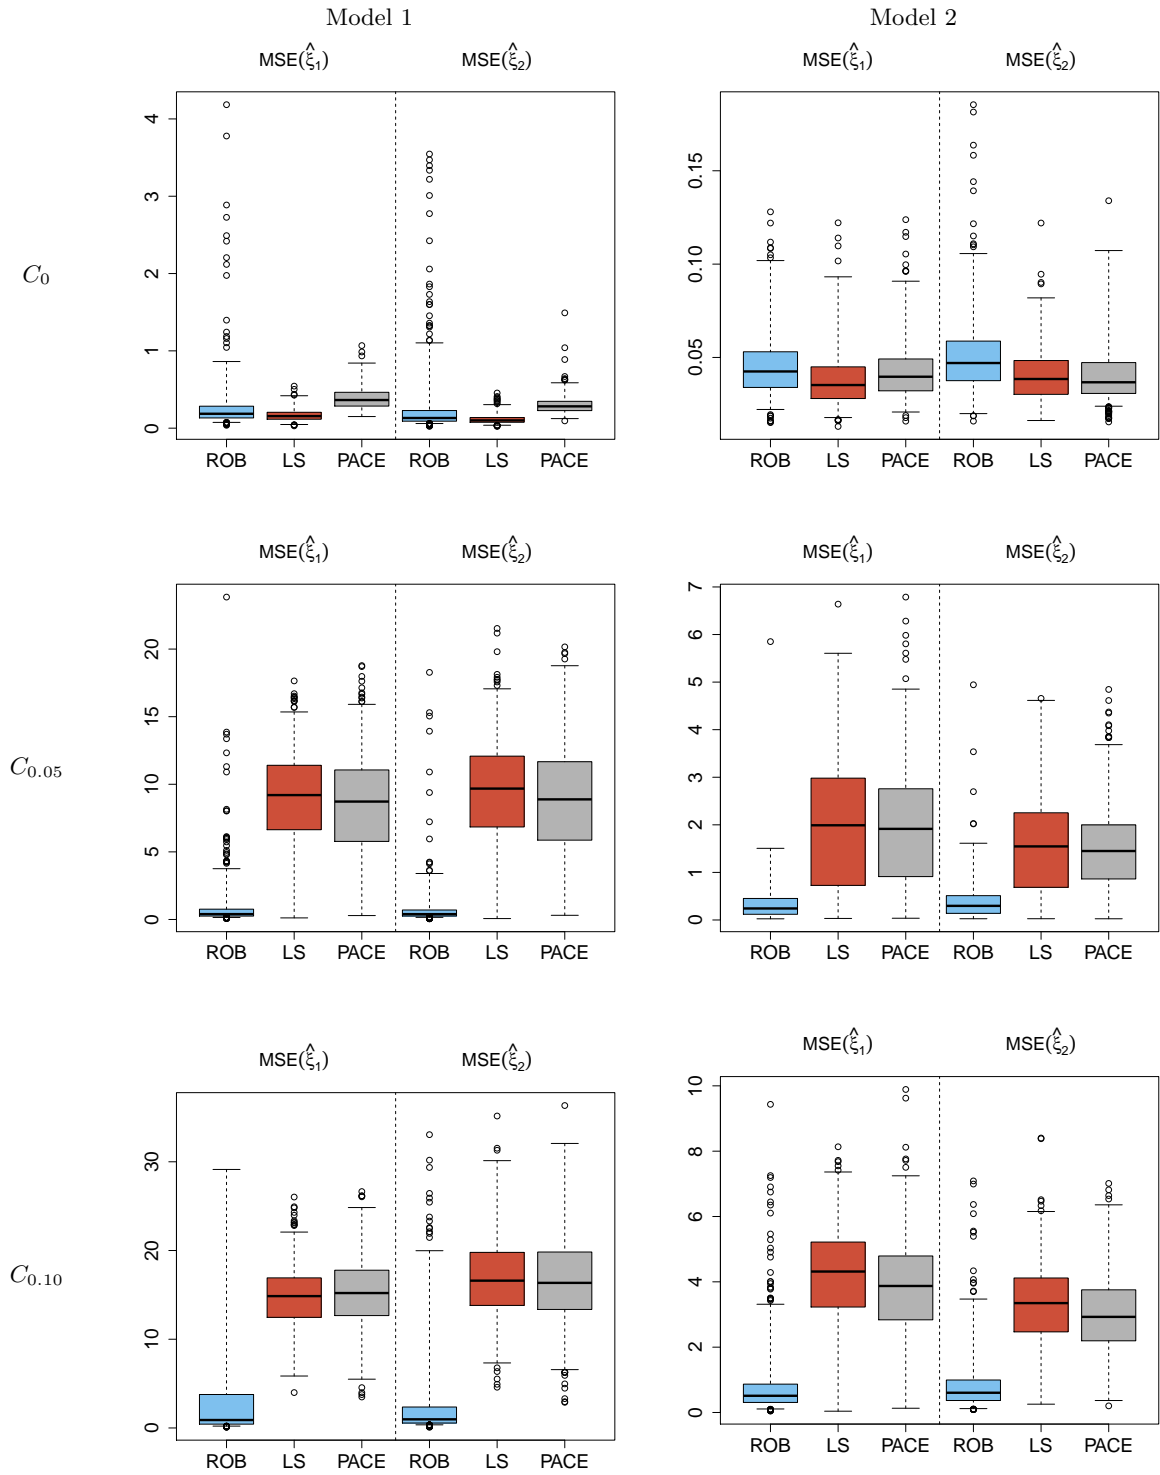 Model 1 Model 2
MSE(ξ̂₁) MSE(ξ̂₂) MSE(ξ̂₁) MSE(ξ̂₂)
C₀
0 1 2 3 4
0.05 0.10 0.15
ROB LS PACE ROB LS PACE ROB LS PACE ROB LS PACE
MSE(ξ̂₁) MSE(ξ̂₂) MSE(ξ̂₁) MSE(ξ̂₂)
C₀.₀₅
0 5 10 15 20
0 1 2 3 4 5 6 7
ROB LS PACE ROB LS PACE ROB LS PACE ROB LS PACE
MSE(ξ̂₁) MSE(ξ̂₂) MSE(ξ̂₁) MSE(ξ̂₂)
C₀.₁₀
0 10 20 30
0 2 4 6 8 10
ROB LS PACE ROB LS PACE ROB LS PACE ROB LS PACE